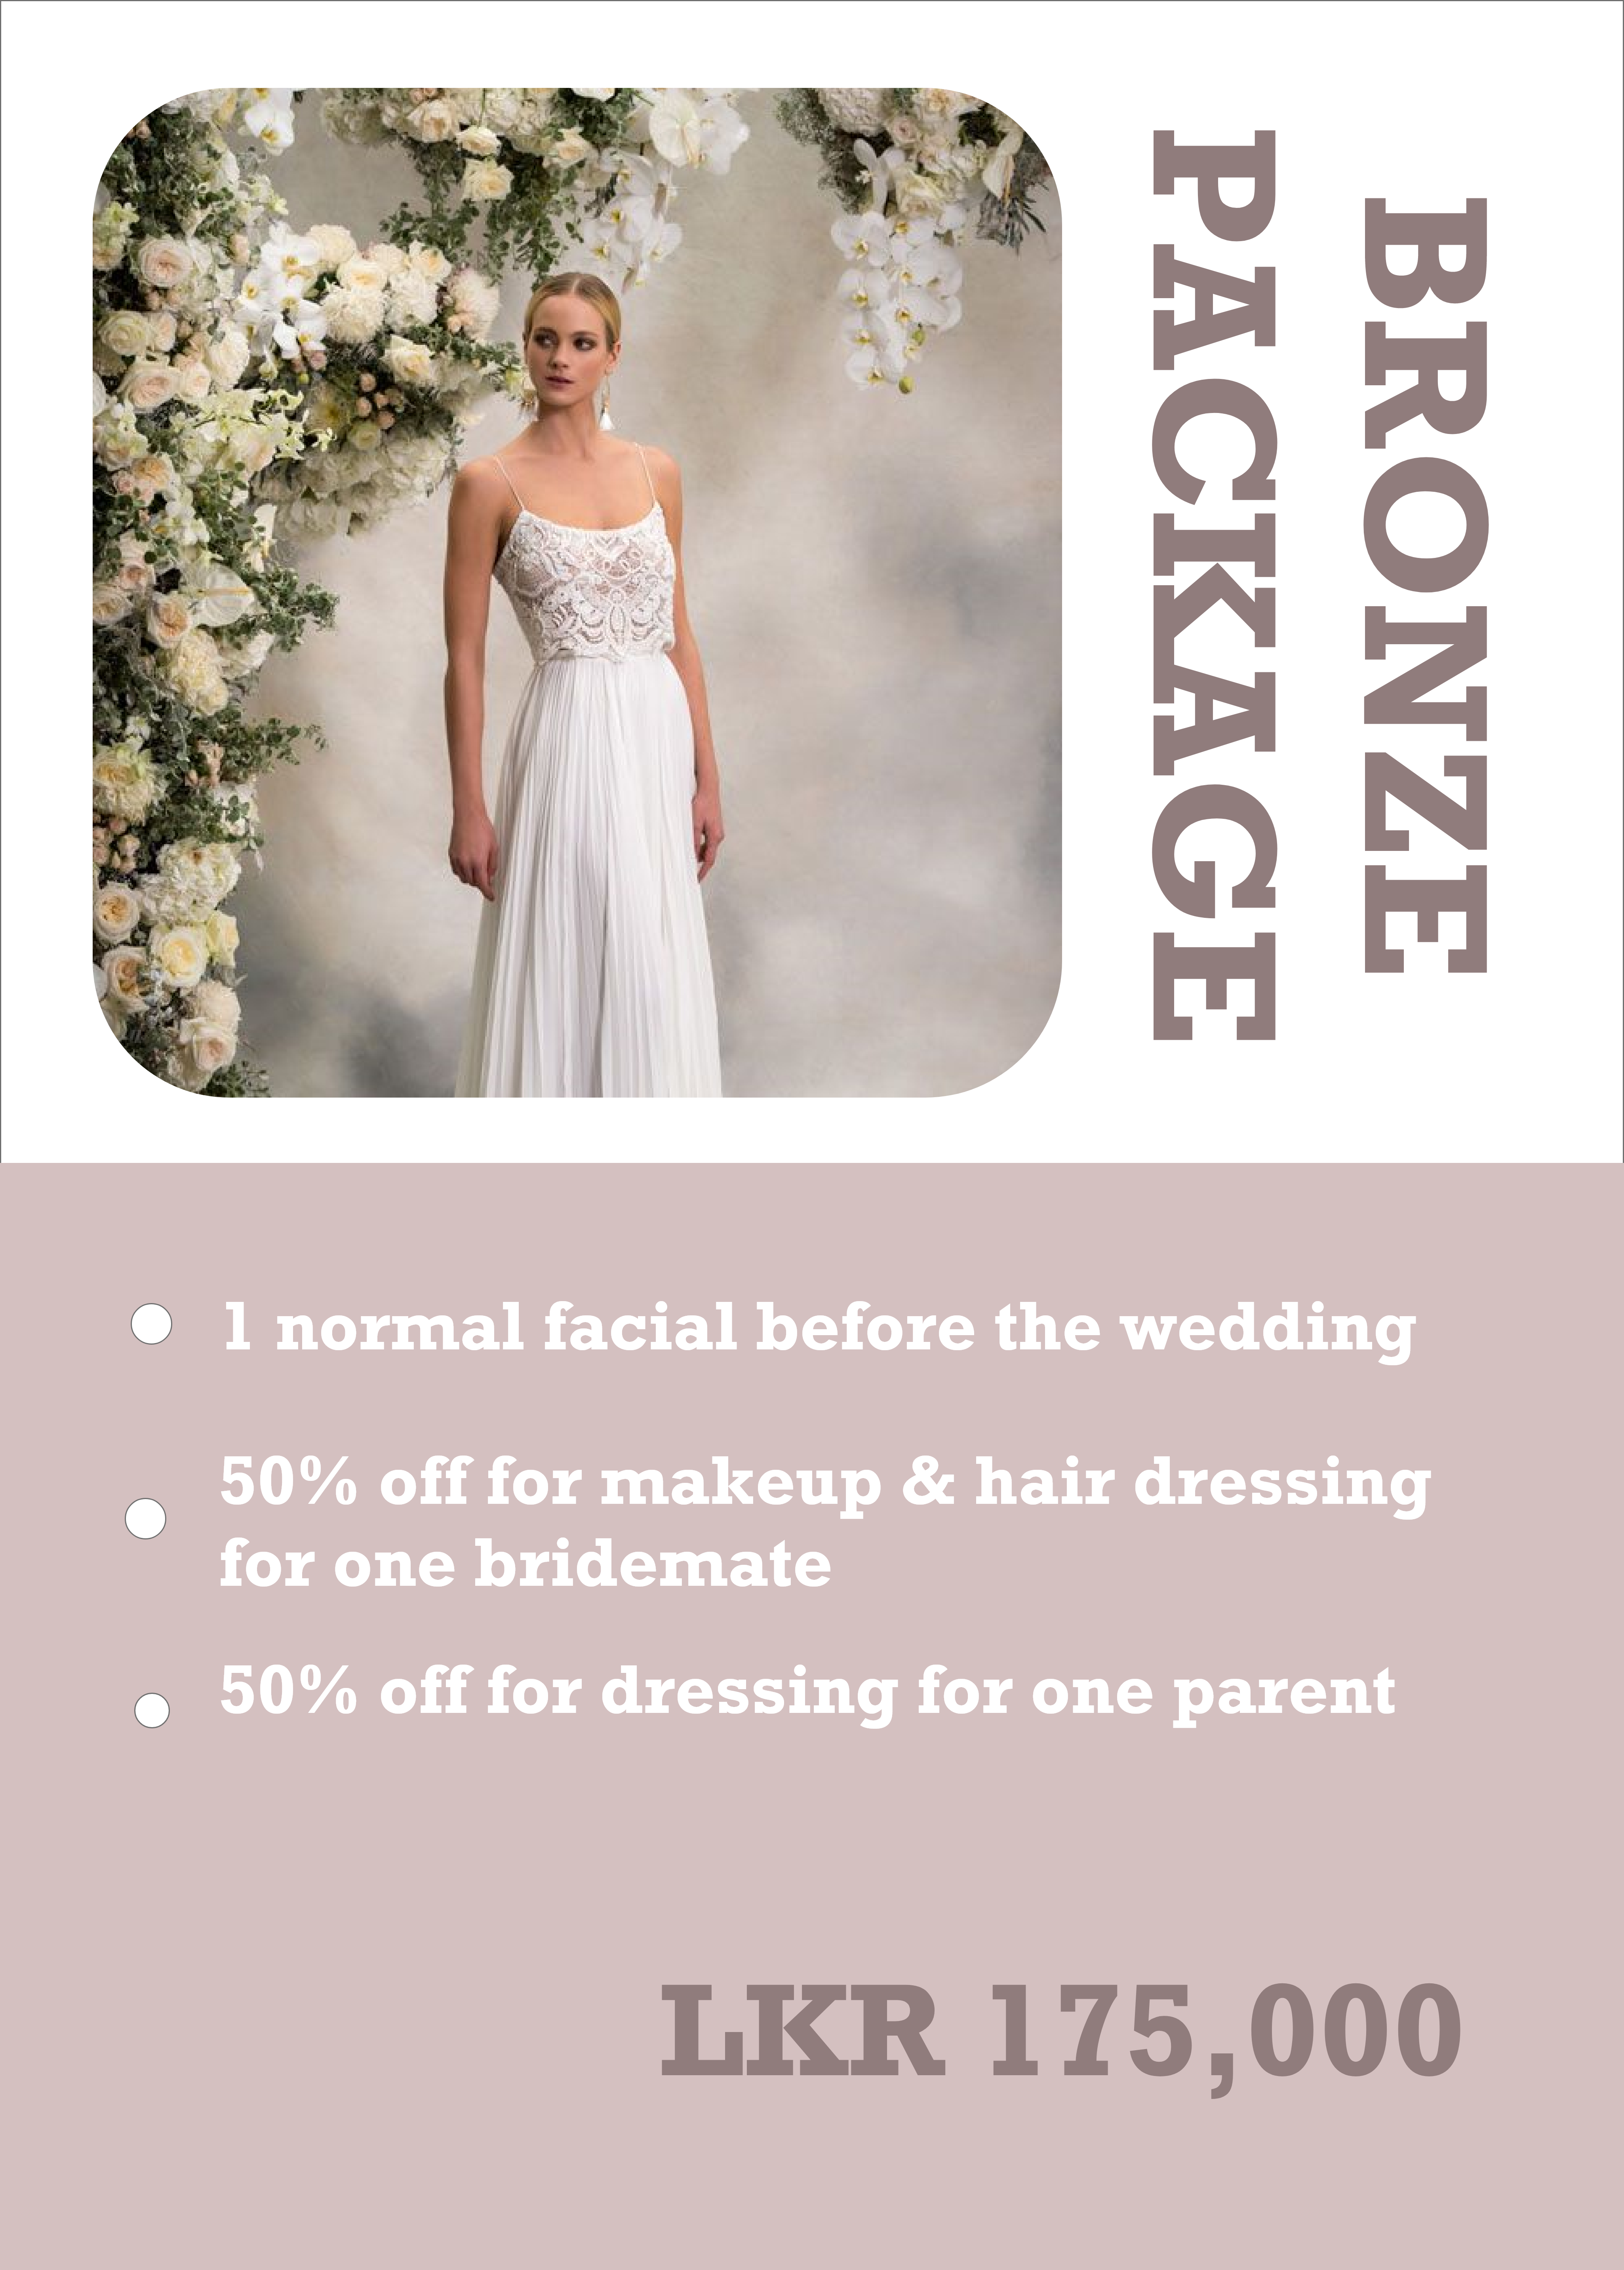 BRONZE
PACKAGE
1 normal facial before the wedding
50% off for makeup & hair dressing
for one bridemate
50% off for dressing for one parent
LKR 175,000